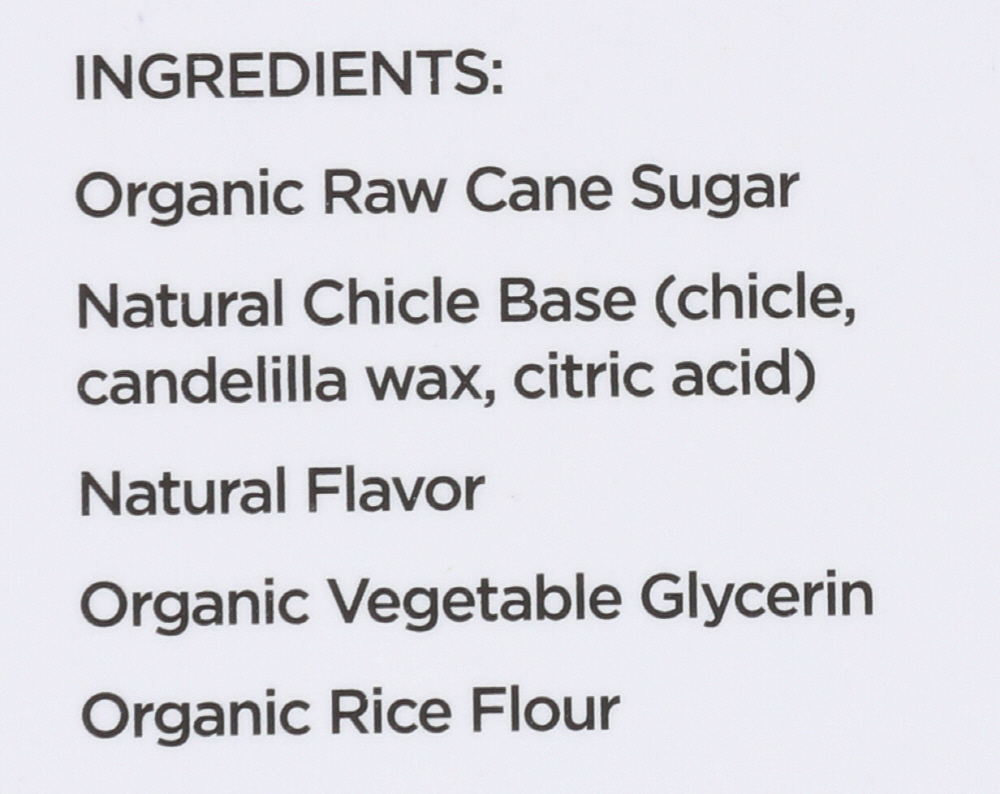 INGREDIENTS:
Organic Raw Cane Sugar
Natural Chicle Base (chicle,
candelilla wax, citric acid)
Natural Flavor
Organic Vegetable Glycerin
Organic Rice Flour